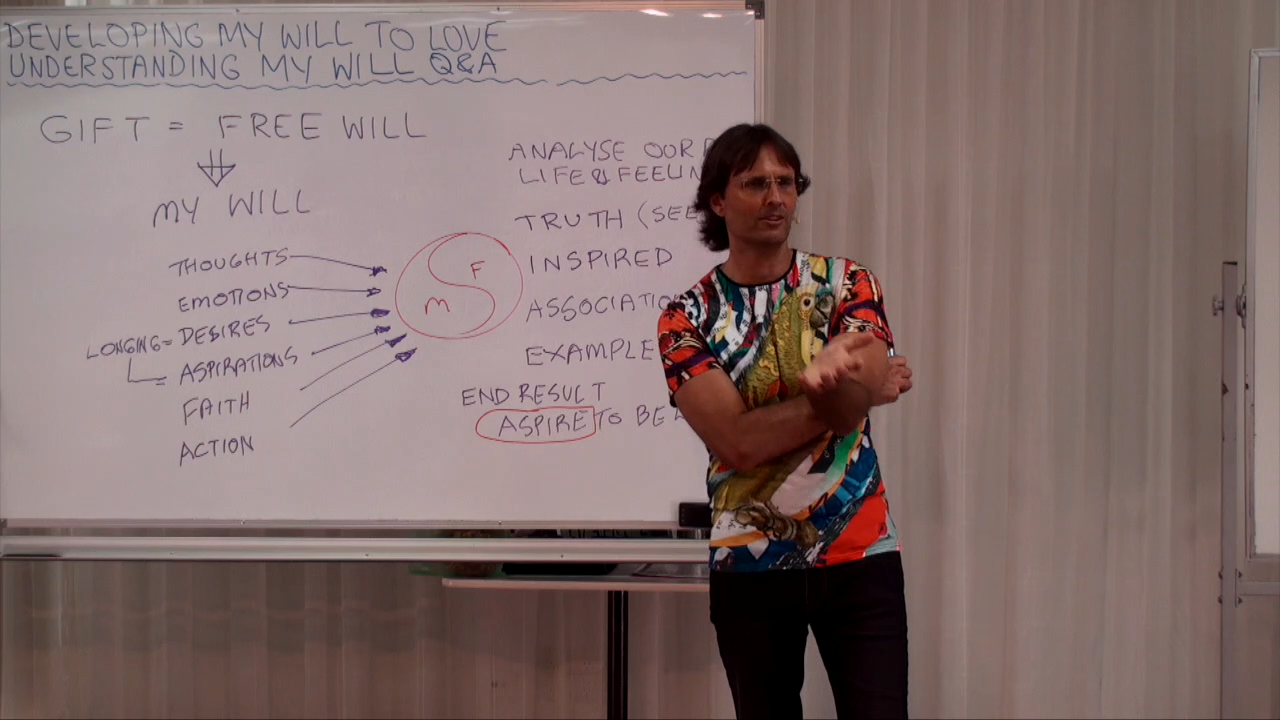 DEVELOPING MY WILL TO LOVE
UNDERSTANDING MY WILL Q&A
GIFT = FREE WILL
MY WILL
THOUGHTS
EMOTIONS
LONGING = DESIRES
ASPIRATIONS
FAITH
ACTION
F
M
ANALYSE OUR
LIFE & FEELIN
TRUTH (SEE
INSPIRED
ASSOCIATIO
EXAMPLE
END RESULT
ASPIRE TO BE